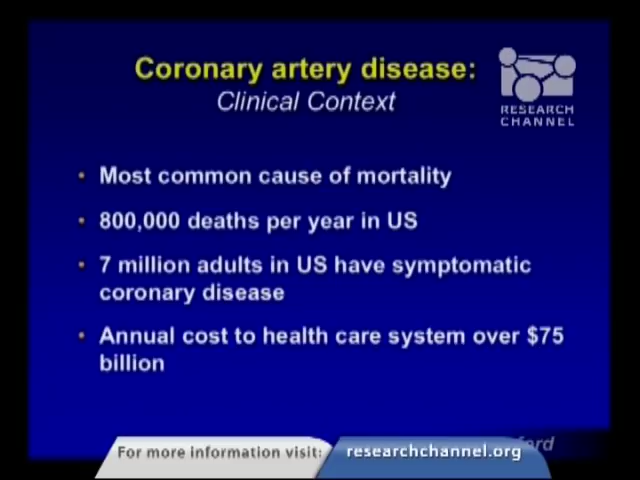 Coronary artery disease:
Clinical Context
RESEARCH
CHANNEL
• Most common cause of mortality
• 800,000 deaths per year in US
• 7 million adults in US have symptomatic
coronary disease
• Annual cost to health care system over $75
billion
For more information visit: researchchannel.org